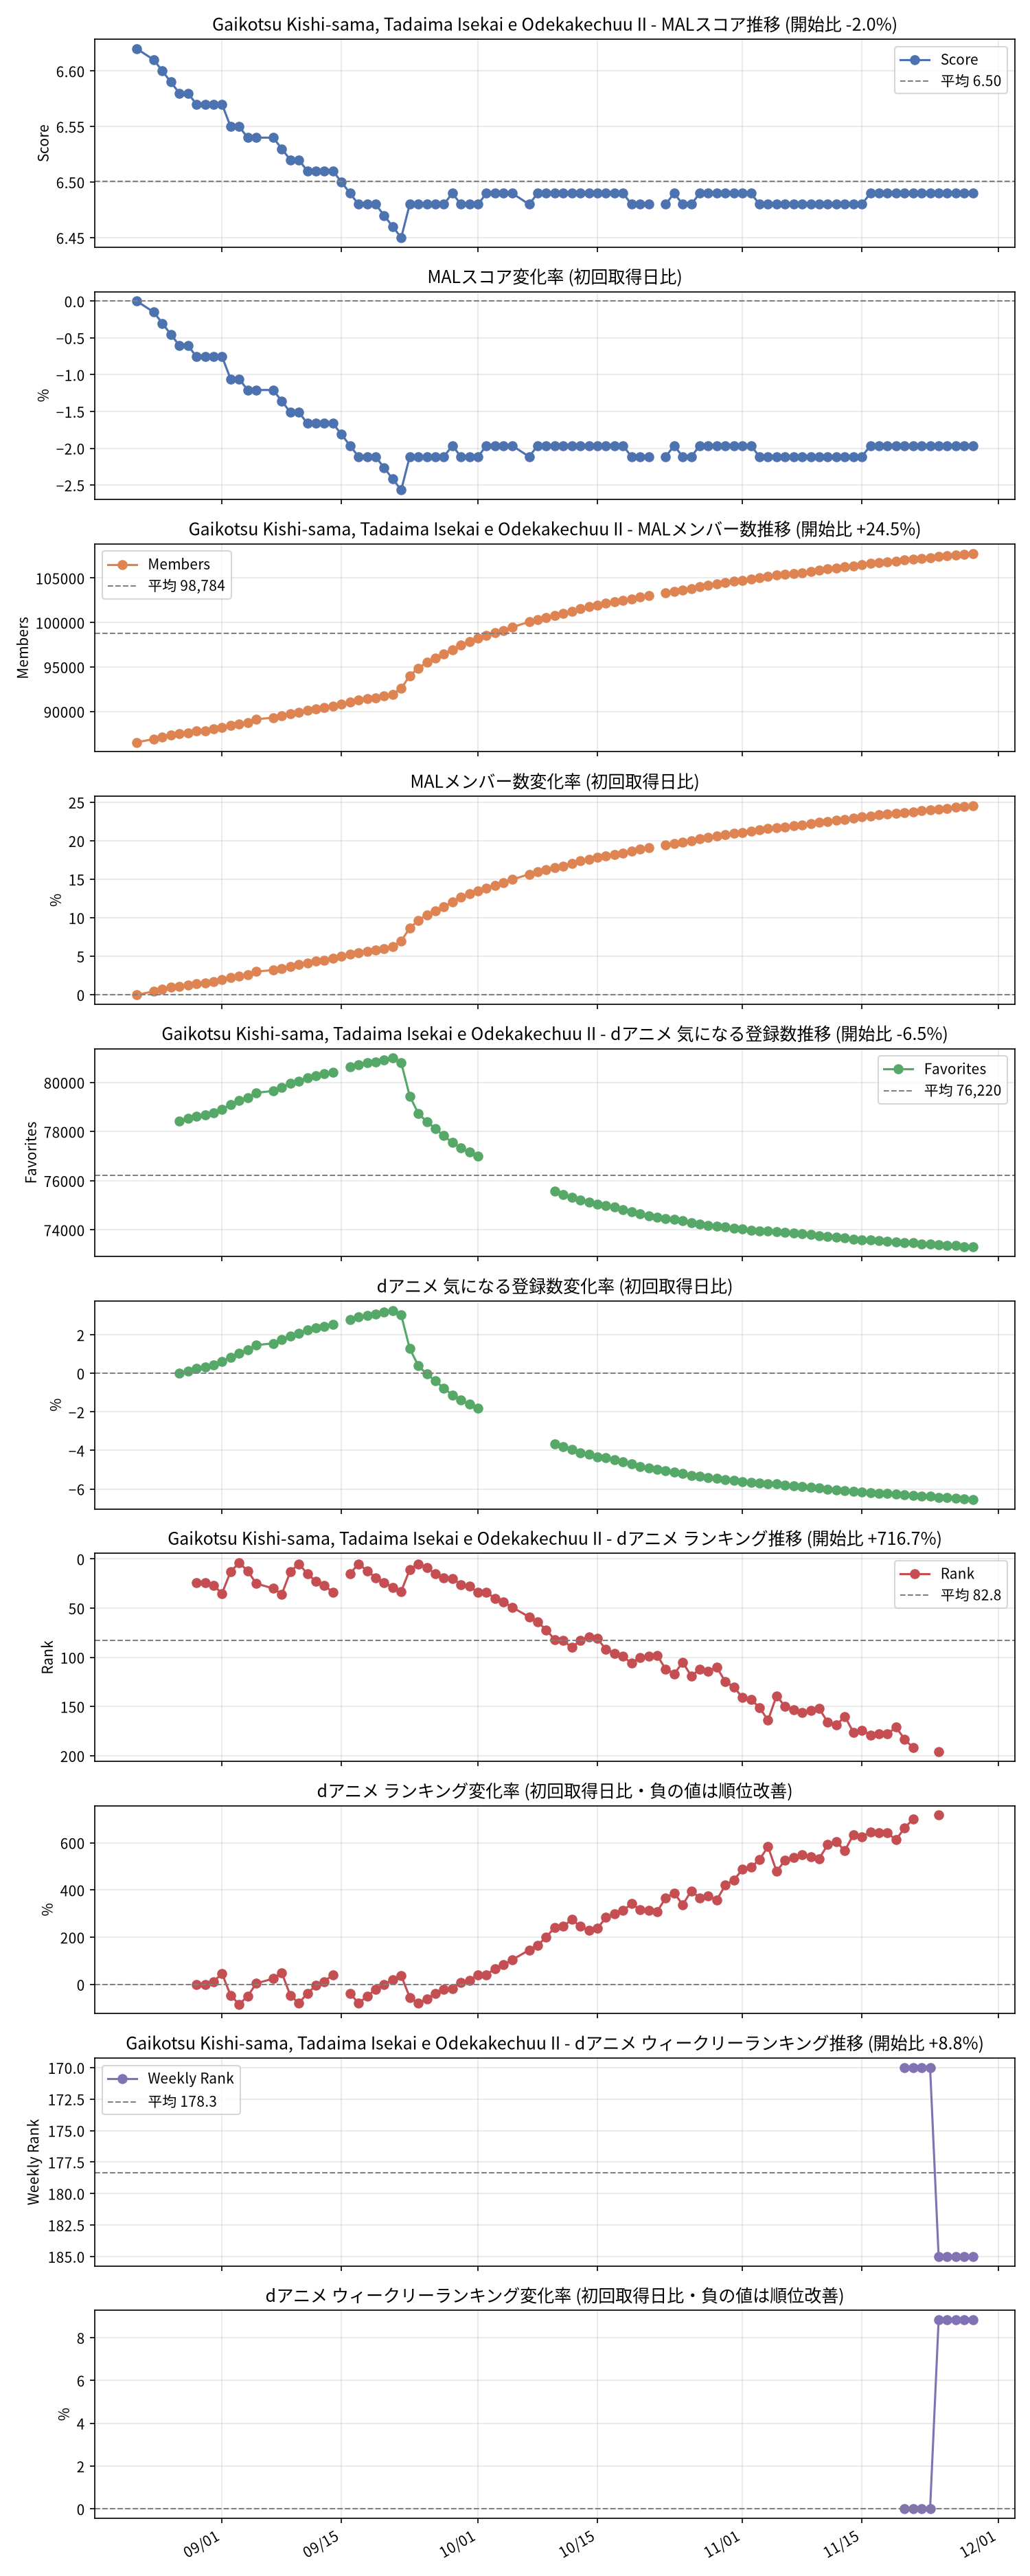 Gaikotsu Kishi-sama, Tadaima Isekai e Odekakechuu II - MALスコア推移 (開始比 -2.0%)
Score
平均 6.50
6.60
6.55
6.50
6.45
Score
MALスコア変化率 (初回取得日比)
0.0
−0.5
−1.0
−1.5
−2.0
−2.5
%
Gaikotsu Kishi-sama, Tadaima Isekai e Odekakechuu II - MALメンバー数推移 (開始比 +24.5%)
Members
平均 98,784
105000
100000
95000
90000
Members
MALメンバー数変化率 (初回取得日比)
25
20
15
10
5
0
%
Gaikotsu Kishi-sama, Tadaima Isekai e Odekakechuu II - dアニメ 気になる登録数推移 (開始比 -6.5%)
Favorites
平均 76,220
80000
78000
76000
74000
Favorites
dアニメ 気になる登録数変化率 (初回取得日比)
2
0
−2
−4
−6
%
Gaikotsu Kishi-sama, Tadaima Isekai e Odekakechuu II - dアニメ ランキング推移 (開始比 +716.7%)
Rank
平均 82.8
0
50
100
150
200
Rank
dアニメ ランキング変化率 (初回取得日比・負の値は順位改善)
600
400
200
0
%
Gaikotsu Kishi-sama, Tadaima Isekai e Odekakechuu II - dアニメ ウィークリーランキング推移 (開始比 +8.8%)
Weekly Rank
平均 178.3
170.0
172.5
175.0
177.5
180.0
182.5
185.0
Weekly Rank
dアニメ ウィークリーランキング変化率 (初回取得日比・負の値は順位改善)
8
6
4
2
0
%
09/01
09/15
10/01
10/15
11/01
11/15
12/01